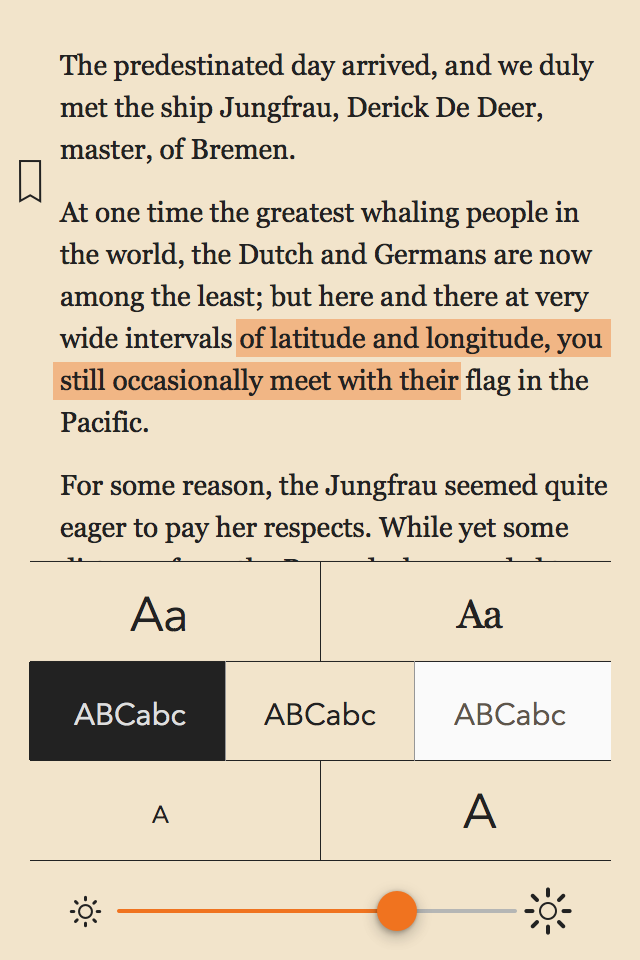 The predestinated day arrived, and we duly
met the ship Jungfrau, Derick De Deer,
master, of Bremen.
At one time the greatest whaling people in
the world, the Dutch and Germans are now
among the least; but here and there at very
wide intervals of latitude and longitude, you
still occasionally meet with their flag in the
Pacific.
For some reason, the Jungfrau seemed quite
eager to pay her respects. While yet some
Aa Aa
ABCabc ABCabc ABCabc
A A